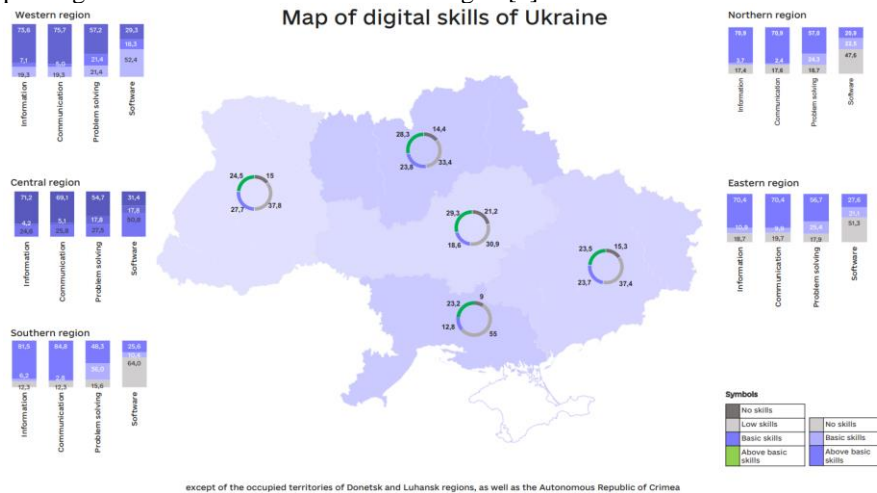 Map of digital skills of Ukraine
Western region
73,6 75,7 57,2 29,3
7,1 5,0 21,4 18,3
19,3 19,3 21,4 52,4
Information
Communication
Problem solving
Software
Northern region
78,9 79,9 57,0 29,9
3,7 2,4 24,3 22,5
17,4 17,6 18,7 47,6
Information
Communication
Problem solving
Software
28,3 14,4
23,8 33,4
24,5 15
27,7 37,8
Central region
71,2 69,1 54,7 31,4
4,2 5,1 17,8 17,8
24,6 25,8 27,5 50,8
Information
Communication
Problem solving
Software
29,3 21,2
18,6 30,9
Eastern region
70,4 70,4 56,7 27,6
10,9 9,9 25,4 21,1
18,7 19,7 17,9 51,3
Information
Communication
Problem solving
Software
23,5 15,3
23,7 37,4
23,2 9
12,8 55
Southern region
81,5 84,8 48,3 25,6
6,2 2,9 36,0 10,4
12,3 12,3 15,6 64,0
Information
Communication
Problem solving
Software
Symbols
No skills
Low skills No skills
Basic skills Basic skills
Above basic skills Above basic skills
except of the occupied territories of Donetsk and Luhansk regions, as well as the Autonomous Republic of Crimea